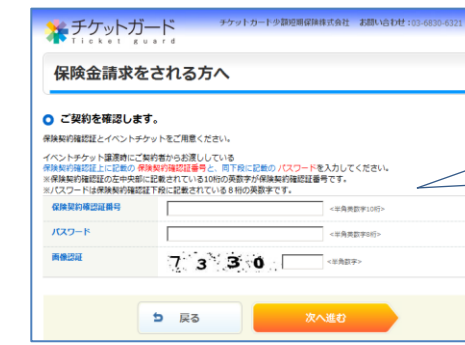 チケットガード
Ticket guard
チケットガード少額短期保険株式会社 お問い合わせ:03-6830-6321
保険金請求をされる方へ
ご契約を確認します。
保険契約確認証とイベントチケットをご用意ください。
イベントチケット譲渡時にご契約者からお渡ししている
保険契約確認証上に記載の 保険契約確認証番号と、同下段に記載の パスワードを入力してください。
※保険契約確認証の左中央部に記載されている10桁の英数字が保険契約確認証番号です。
※パスワードは保険契約確認証下段に記載されている8桁の英数字です。
保険契約確認証番号 <半角英数字10桁>
パスワード <半角英数字8桁>
画像認証 7 3 3 0 <半角数字>
戻る 次へ進む